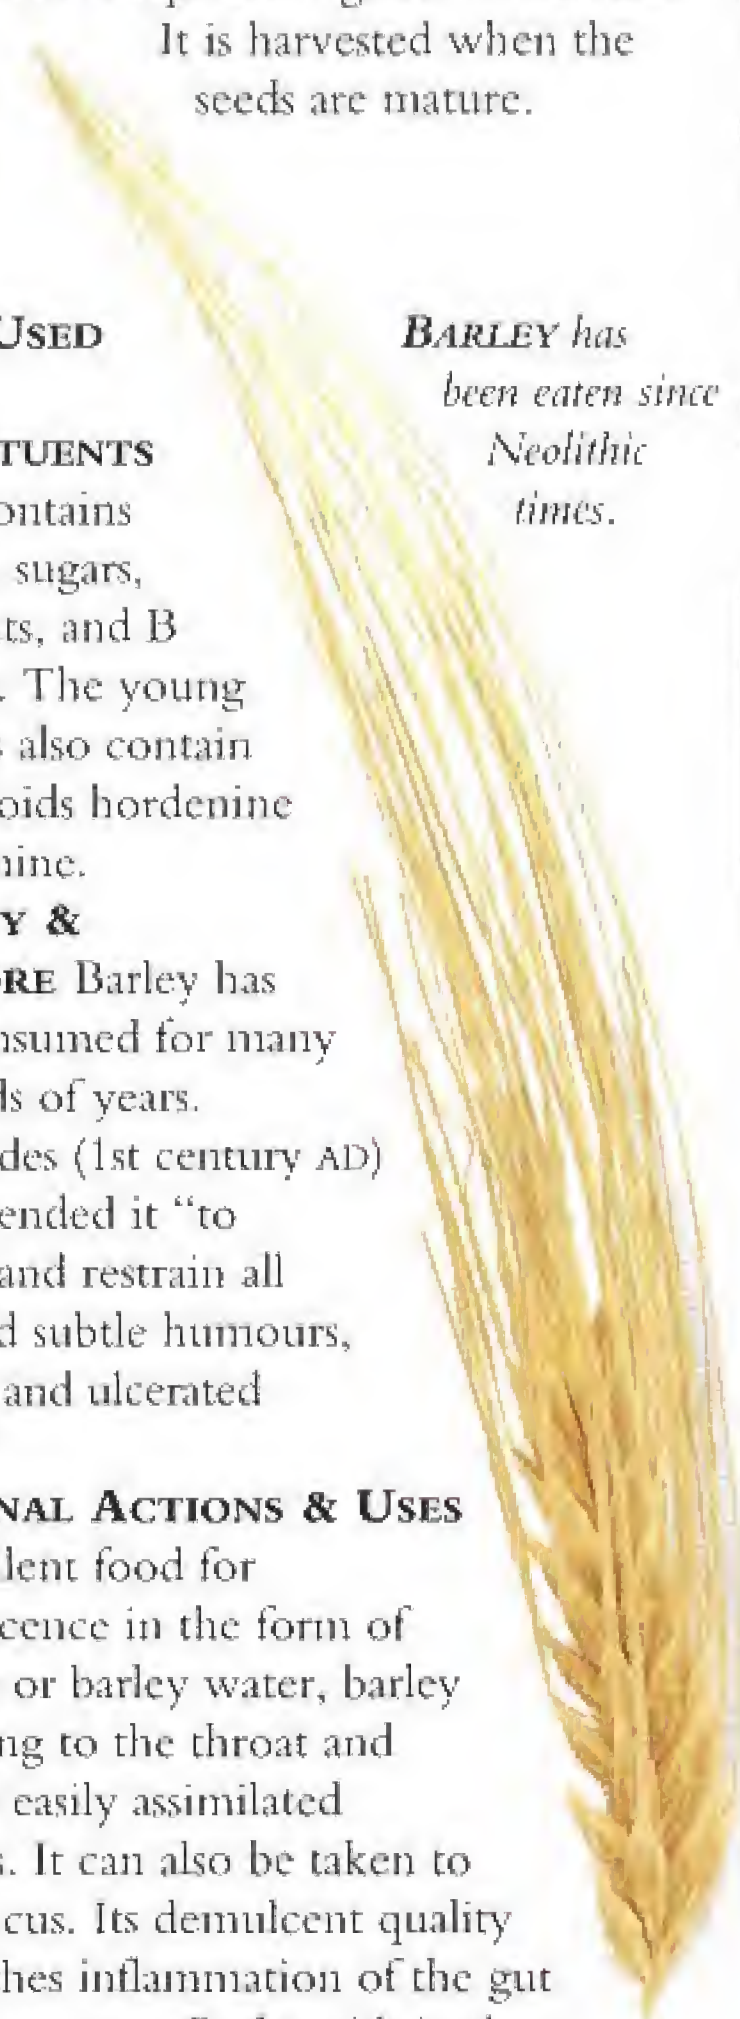 It is harvested when the
seeds are mature.
USED
BARLEY has
been eaten since
Neolithic
times.
TUENTS
ontains
sugars,
ts, and B
. The young
s also contain
oids hordenine
nine.
Y &
ORE Barley has
nsumed for many
ds of years.
des (1st century AD)
ended it “to
and restrain all
d subtle humours,
and ulcerated
NAL ACTIONS & USES
lent food for
cence in the form of
or barley water, barley
ng to the throat and
easily assimilated
s. It can also be taken to
cus. Its demulcent quality
hes inflammation of the gut